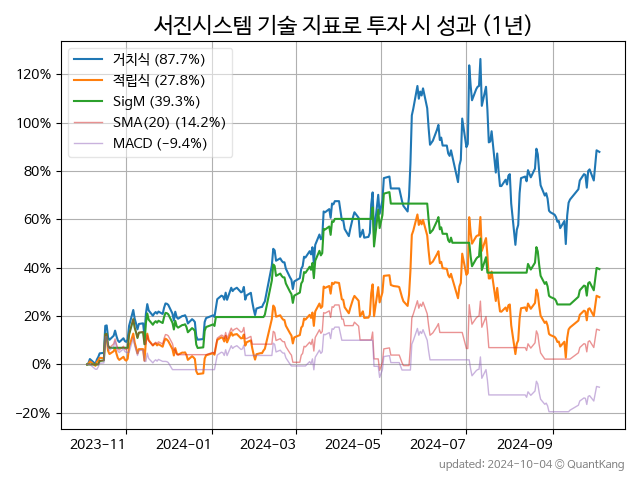 서진시스템 기술 지표로 투자 시 성과 (1년)
거치식 (87.7%)
적립식 (27.8%)
SigM (39.3%)
SMA(20) (14.2%)
MACD (−9.4%)
120%
100%
80%
60%
40%
20%
0%
−20%
2023-11 2024-01 2024-03 2024-05 2024-07 2024-09
updated: 2024-10-04 © QuantKang